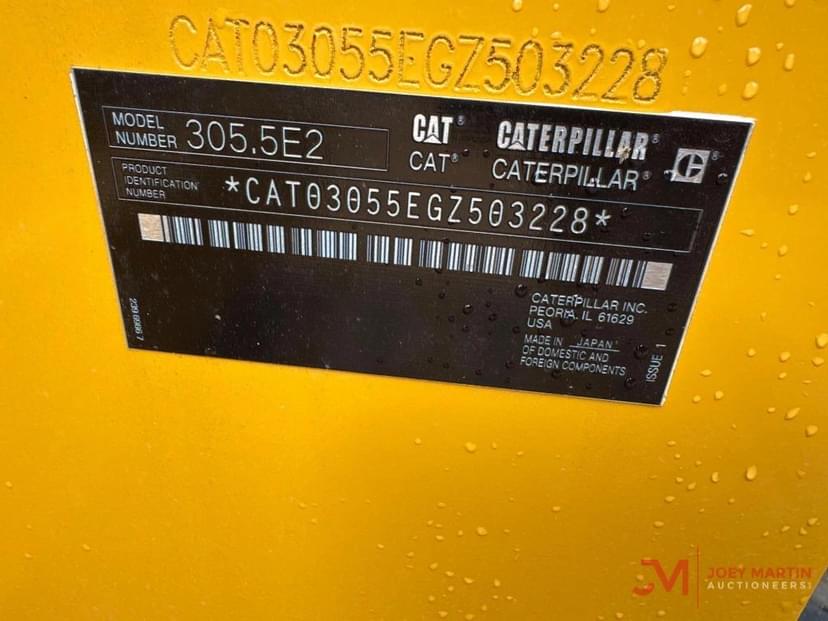 CAT03055EGZ503228
MODEL NUMBER 305.5E2
CAT® CATERPILLAR®
CAT® CATERPILLAR® ®
PRODUCT IDENTIFICATION NUMBER
*CAT03055EGZ503228*
CATERPILLAR INC.
PEORIA, IL 61629
USA
MADE IN JAPAN
OF DOMESTIC AND
FOREIGN COMPONENTS
ISSUE 1
JM JOEY MARTIN
AUCTIONEERS